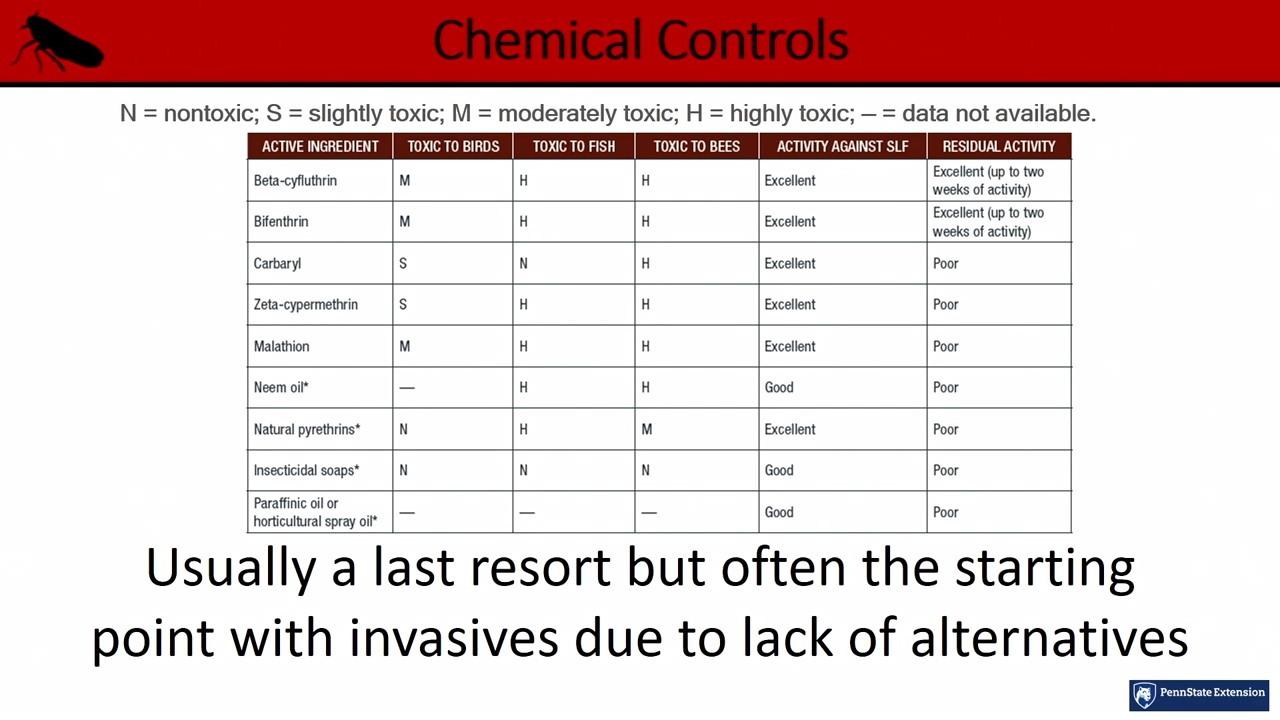 Chemical Controls
N = nontoxic; S = slightly toxic; M = moderately toxic; H = highly toxic; — = data not available.
ACTIVE INGREDIENT TOXIC TO BIRDS TOXIC TO FISH TOXIC TO BEES ACTIVITY AGAINST SLF RESIDUAL ACTIVITY
Beta-cyfluthrin M H H Excellent Excellent (up to two
weeks of activity)
Bifenthrin M H H Excellent Excellent (up to two
weeks of activity)
Carbaryl S N H Excellent Poor
Zeta-cypermethrin S H H Excellent Poor
Malathion M H H Excellent Poor
Neem oil* — H H Good Poor
Natural pyrethrins* N H M Excellent Poor
Insecticidal soaps* N N N Good Poor
Paraffinic oil or
horticultural spray oil* — — — Good Poor
Usually a last resort but often the starting
point with invasives due to lack of alternatives
PennState Extension